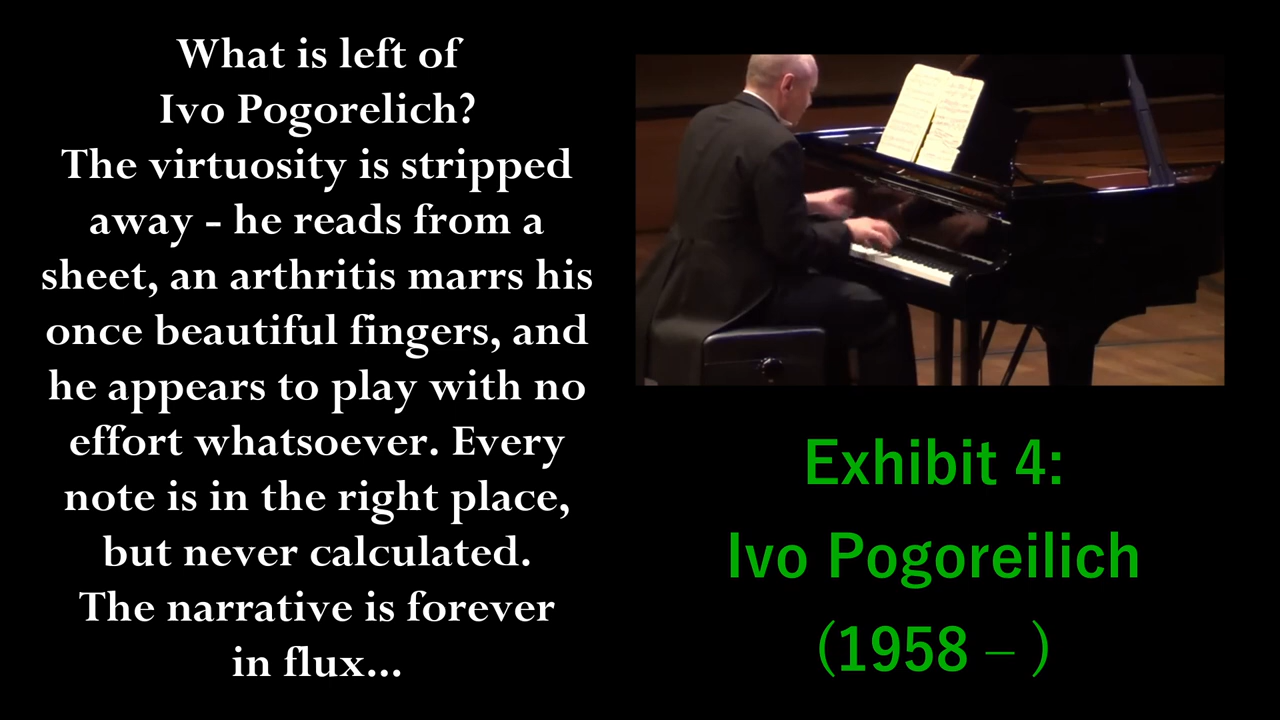 What is left of
Ivo Pogorelich?
The virtuosity is stripped
away - he reads from a
sheet, an arthritis marrs his
once beautiful fingers, and
he appears to play with no
effort whatsoever. Every
note is in the right place,
but never calculated.
The narrative is forever
in flux...
Exhibit 4:
Ivo Pogoreilich
(1958 – )